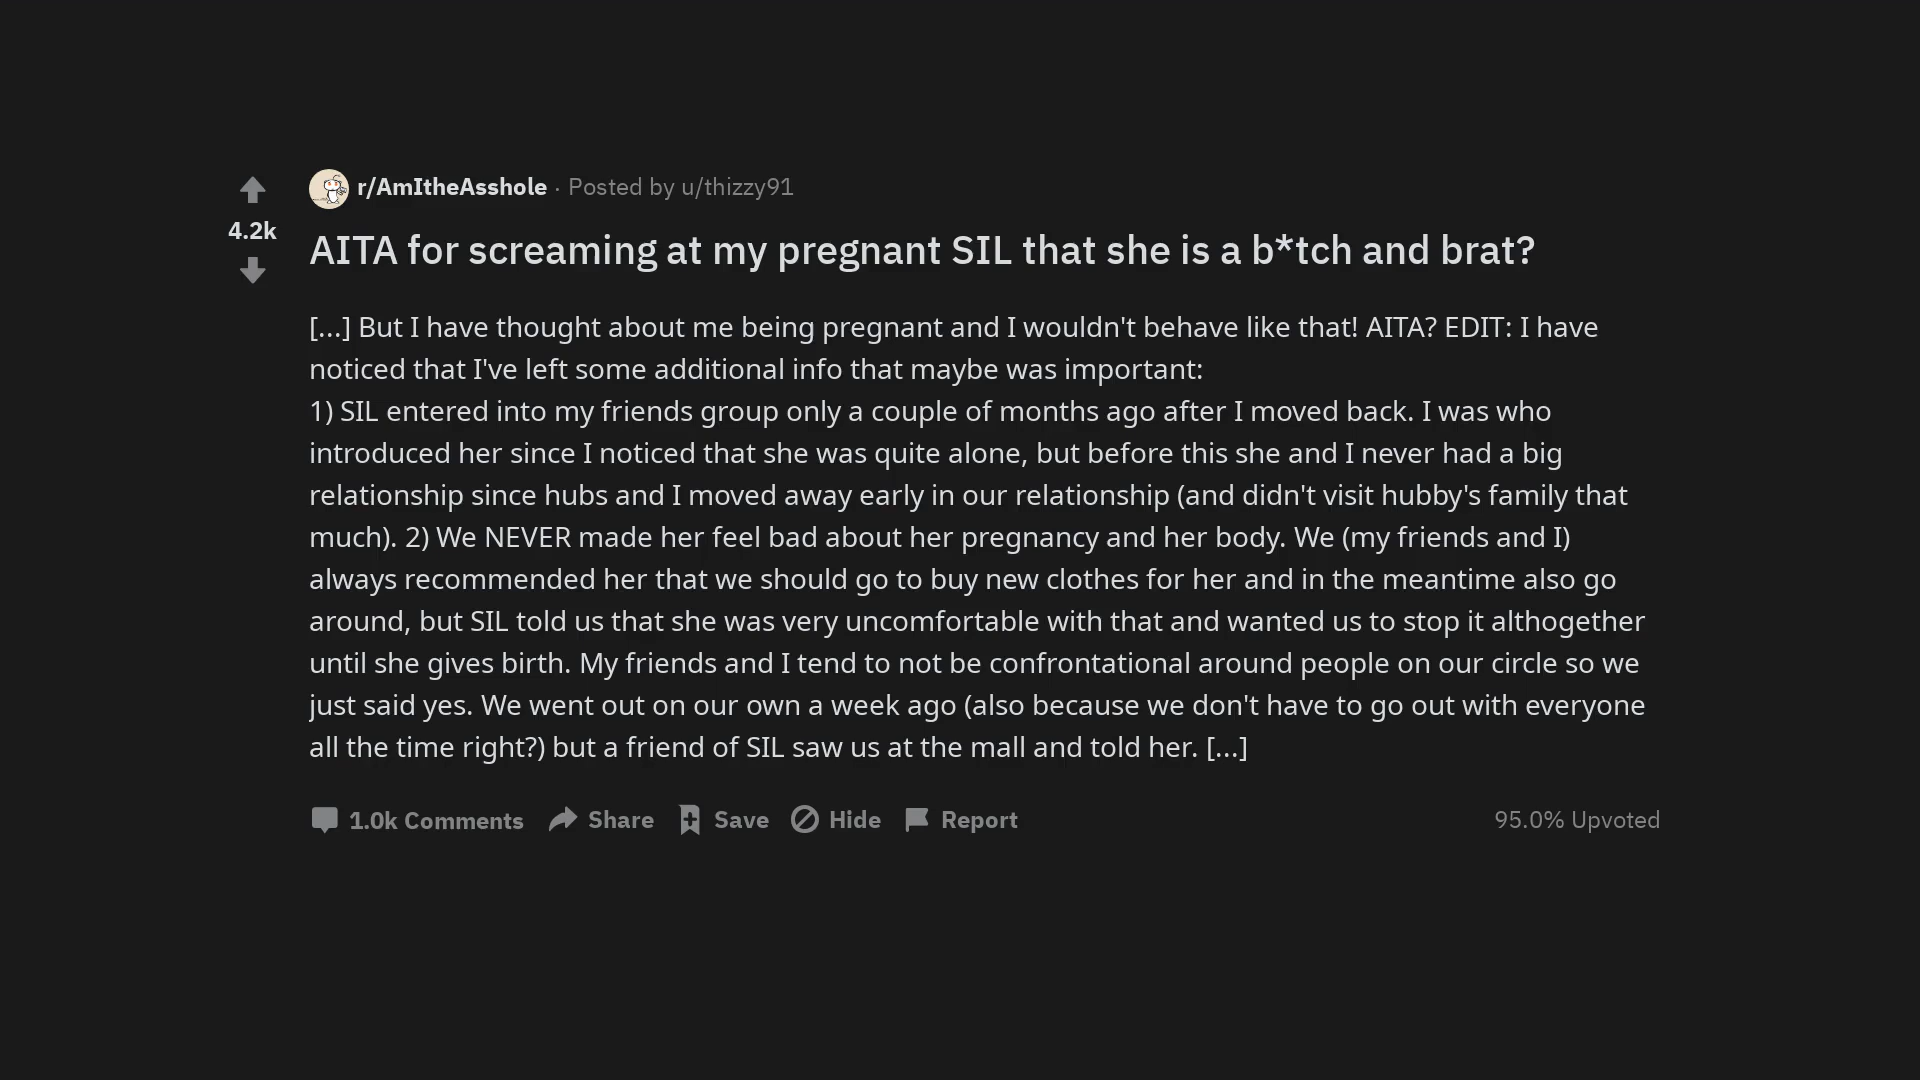 r/AmItheAsshole · Posted by u/thizzy91
4.2k
AITA for screaming at my pregnant SIL that she is a b*tch and brat?
[...] But I have thought about me being pregnant and I wouldn't behave like that! AITA? EDIT: I have
noticed that I've left some additional info that maybe was important:
1) SIL entered into my friends group only a couple of months ago after I moved back. I was who
introduced her since I noticed that she was quite alone, but before this she and I never had a big
relationship since hubs and I moved away early in our relationship (and didn't visit hubby's family that
much). 2) We NEVER made her feel bad about her pregnancy and her body. We (my friends and I)
always recommended her that we should go to buy new clothes for her and in the meantime also go
around, but SIL told us that she was very uncomfortable with that and wanted us to stop it althogether
until she gives birth. My friends and I tend to not be confrontational around people on our circle so we
just said yes. We went out on our own a week ago (also because we don't have to go out with everyone
all the time right?) but a friend of SIL saw us at the mall and told her. [...]
1.0k Comments Share Save Hide Report 95.0% Upvoted